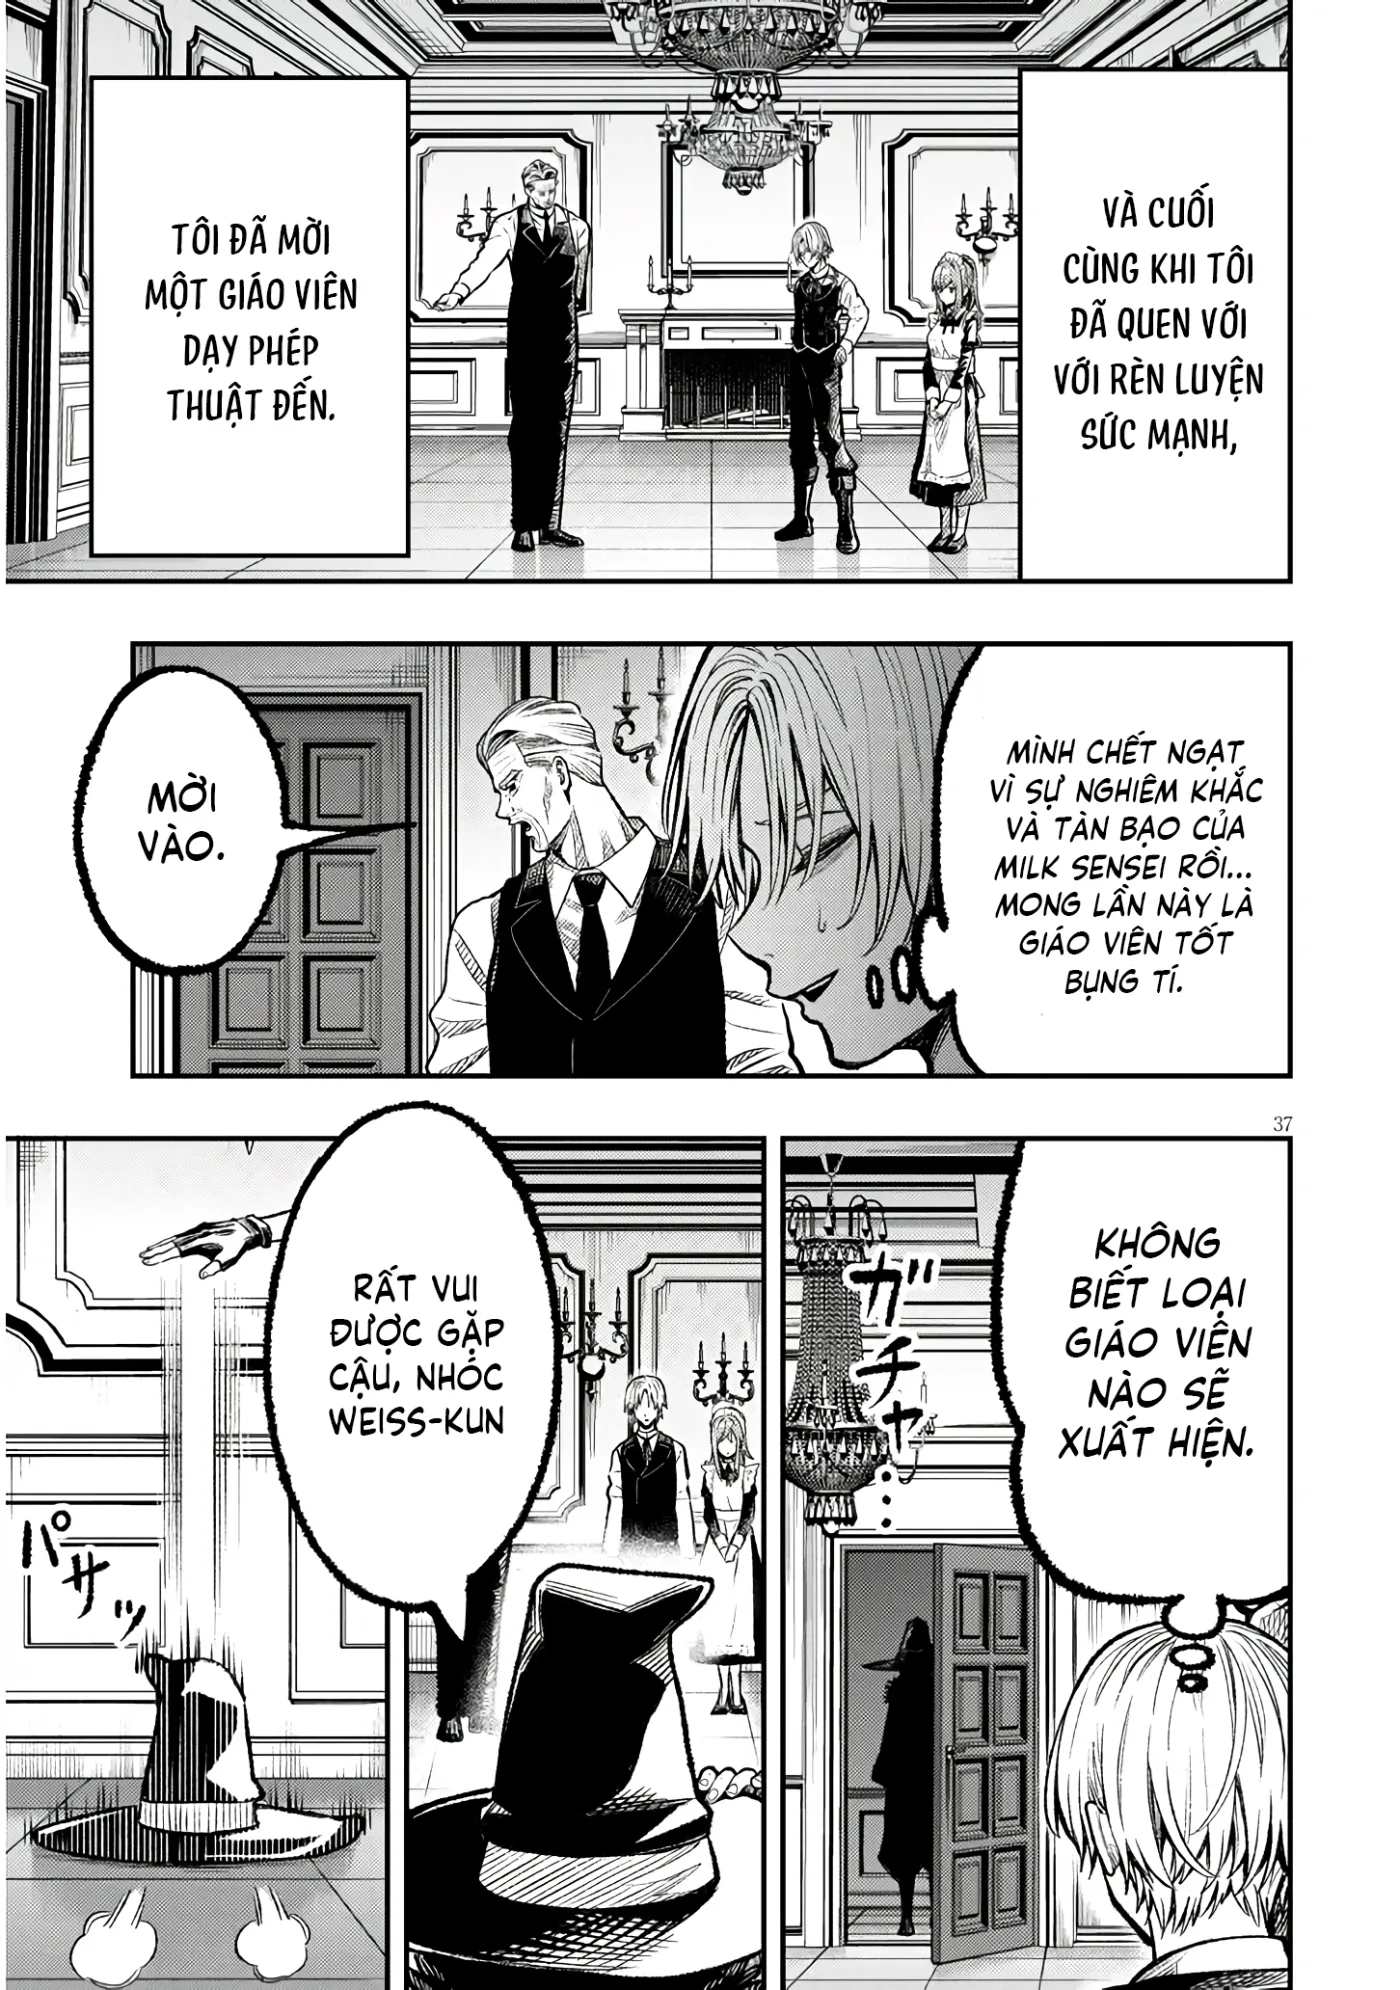 VÀ CUỐI
CÙNG KHI TÔI
ĐÃ QUEN VỚI
VỚI RÈN LUYỆN
SỨC MẠNH,
TÔI ĐÃ MỜI
MỘT GIÁO VIÊN
DẠY PHÉP
THUẬT ĐẾN.
MÌNH CHẾT NGẠT
VÌ SỰ NGHIÊM KHẮC
VÀ TÀN BẠO CỦA
MILK SENSEI RỒI...
MONG LẦN NÀY LÀ
GIÁO VIÊN TỐT
BỤNG TÍ.
MỜI
VÀO.
37
KHÔNG
BIẾT LOẠI
GIÁO VIÊN
NÀO SẼ
XUẤT HIỆN.
ガチャ…
RẤT VUI
ĐƯỢC GẶP
CẬU, NHÓC
WEISS-KUN
パサッ